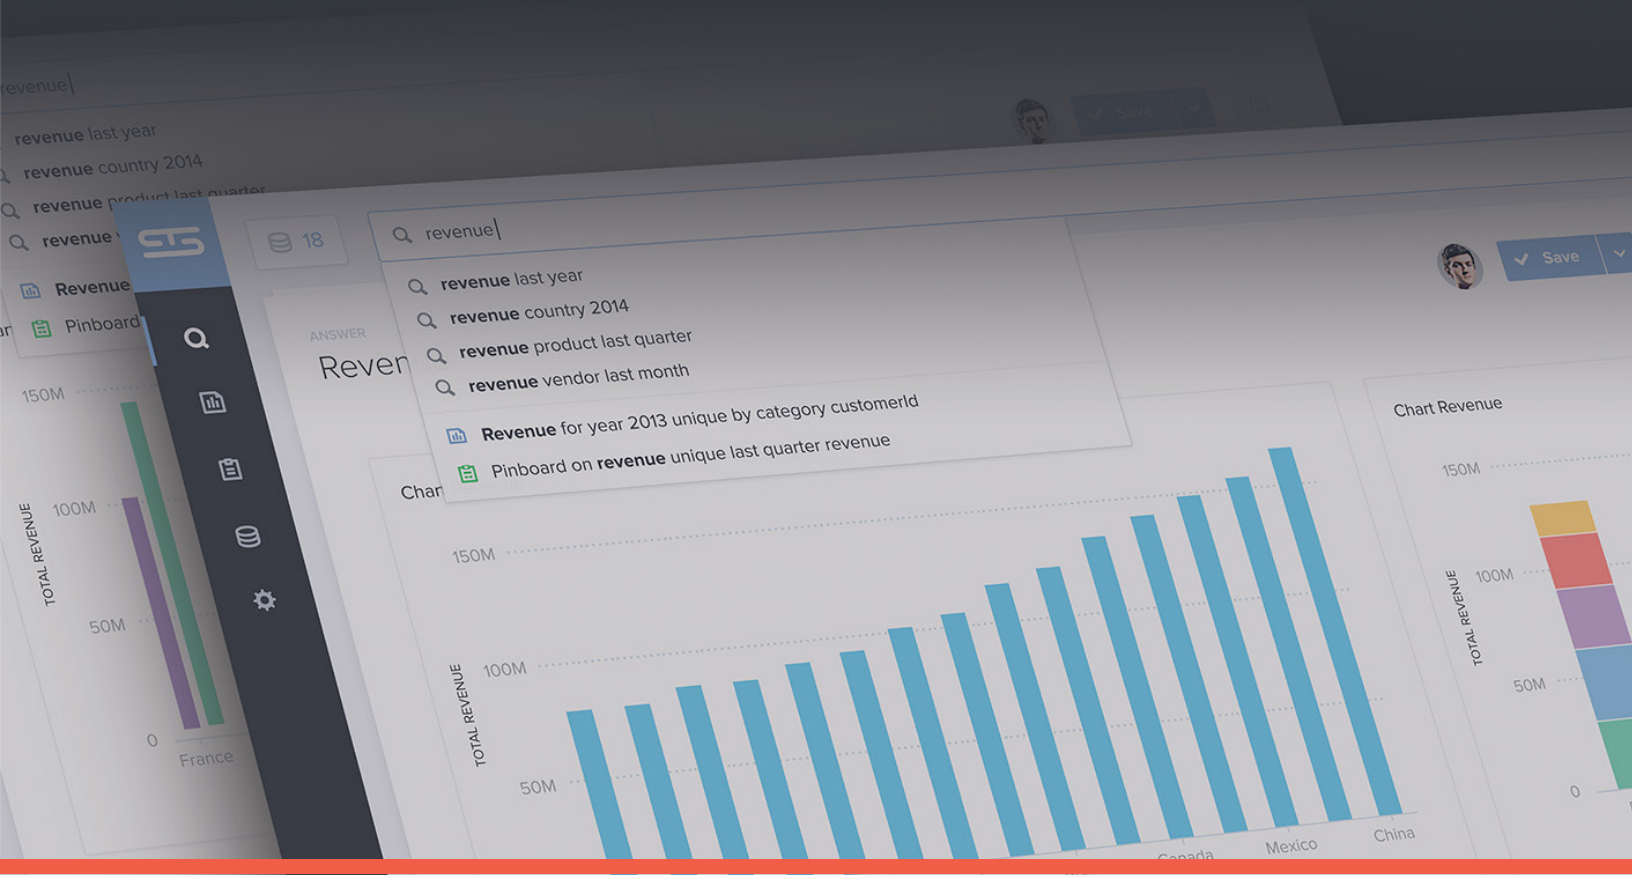 revenue
revenue last year
revenue country 2014
revenue product last quarter
revenue
Revenue
Pinboard
150M
100M
50M
0
TOTAL REVENUE
France
Save
18
revenue
revenue last year
revenue country 2014
revenue product last quarter
revenue vendor last month
Revenue for year 2013 unique by category customerId
Pinboard on revenue unique last quarter revenue
Save
ANSWER
Reven
Char
150M
100M
50M
TOTAL REVENUE
Canada
Mexico
China
Chart Revenue
150M
100M
50M
0
TOTAL REVENUE